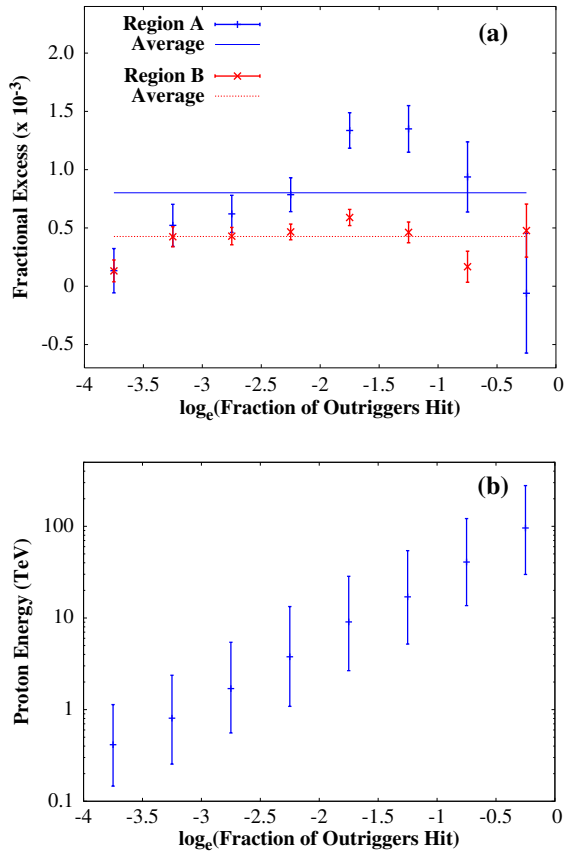 (a)
Region A
Average
Region B
Average
Fractional Excess (x 10⁻³)
2.0
1.5
1.0
0.5
0
-0.5
-4 -3.5 -3 -2.5 -2 -1.5 -1 -0.5 0
logₑ(Fraction of Outriggers Hit)
(b)
Proton Energy (TeV)
100
10
1
0.1
-4 -3.5 -3 -2.5 -2 -1.5 -1 -0.5 0
logₑ(Fraction of Outriggers Hit)